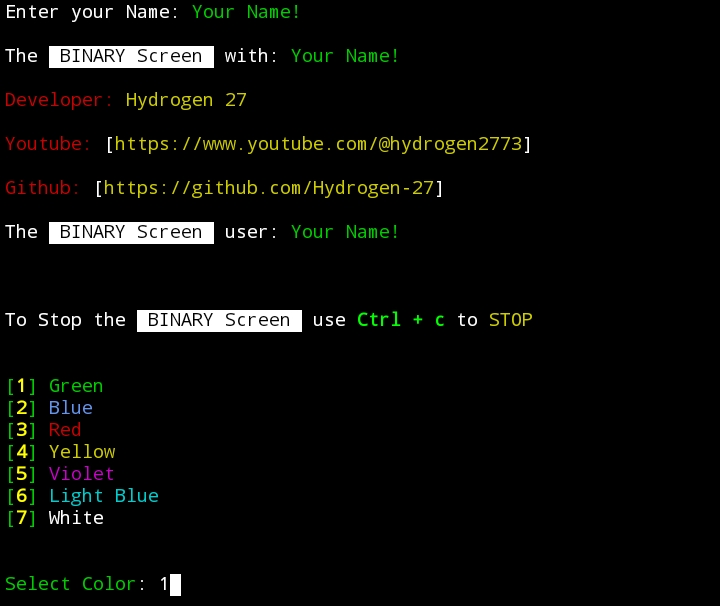 Enter your Name: Your Name!
The BINARY Screen with: Your Name!
Developer: Hydrogen 27
Youtube: [https://www.youtube.com/@hydrogen2773]
Github: [https://github.com/Hydrogen-27]
The BINARY Screen user: Your Name!
To Stop the BINARY Screen use Ctrl + c to STOP
[1] Green
[2] Blue
[3] Red
[4] Yellow
[5] Violet
[6] Light Blue
[7] White
Select Color: 1